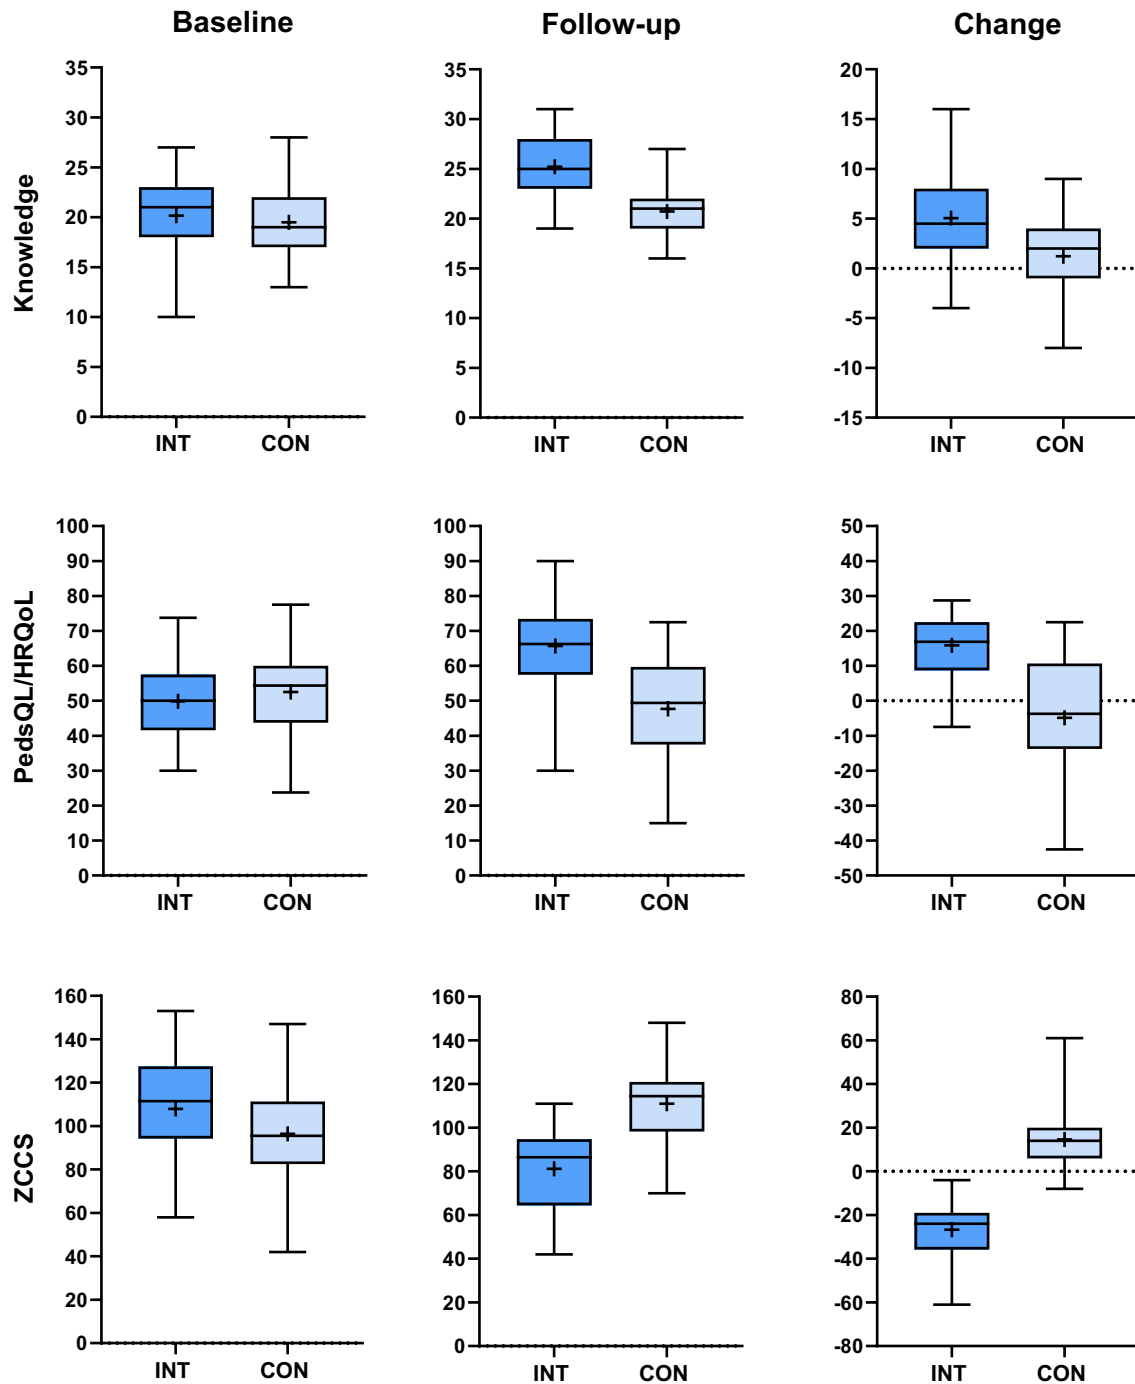 Baseline Follow-up Change
Knowledge
35 30 25 20 15 10 5 0
INT CON
35 30 25 20 15 10 5 0
INT CON
20 15 10 5 0 -5 -10 -15
INT CON
PedsQL/HRQoL
100 90 80 70 60 50 40 30 20 10 0
INT CON
100 90 80 70 60 50 40 30 20 10 0
INT CON
50 40 30 20 10 0 -10 -20 -30 -40 -50
INT CON
ZCCS
160 140 120 100 80 60 40 20 0
INT CON
160 140 120 100 80 60 40 20 0
INT CON
80 60 40 20 0 -20 -40 -60 -80
INT CON